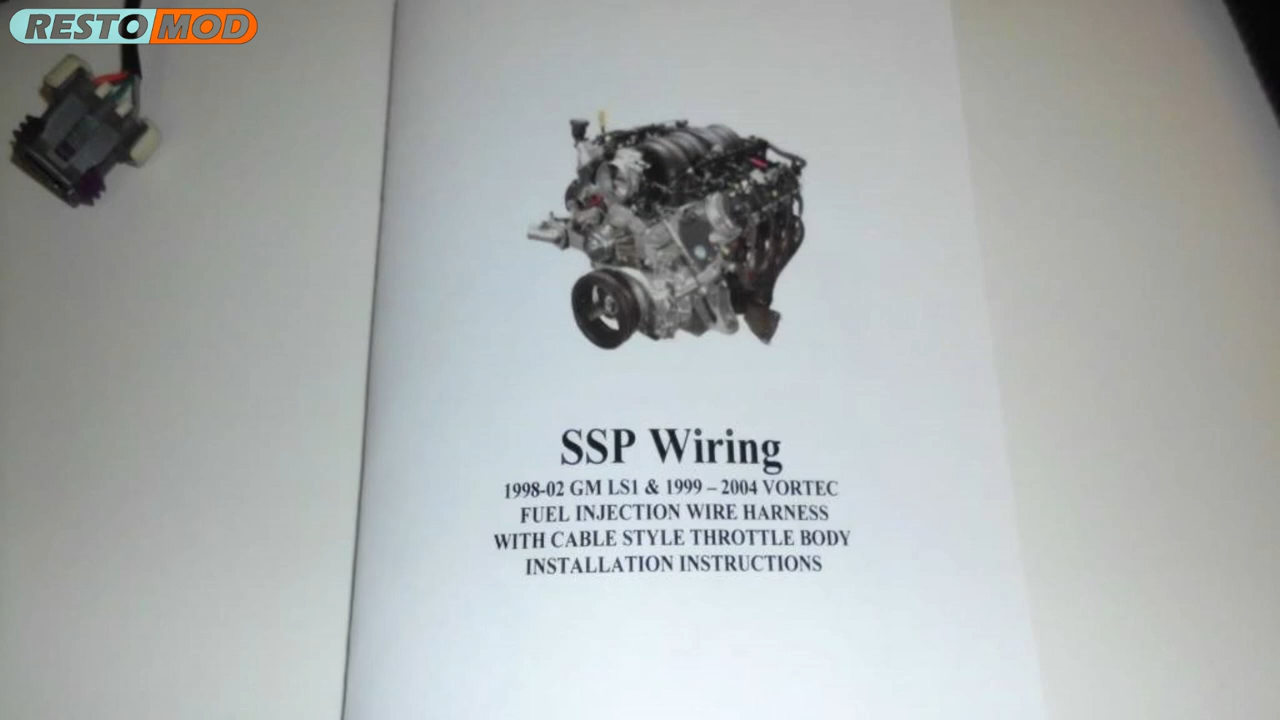 RESTOMOD
SSP Wiring
1998-02 GM LS1 & 1999 – 2004 VORTEC
FUEL INJECTION WIRE HARNESS
WITH CABLE STYLE THROTTLE BODY
INSTALLATION INSTRUCTIONS